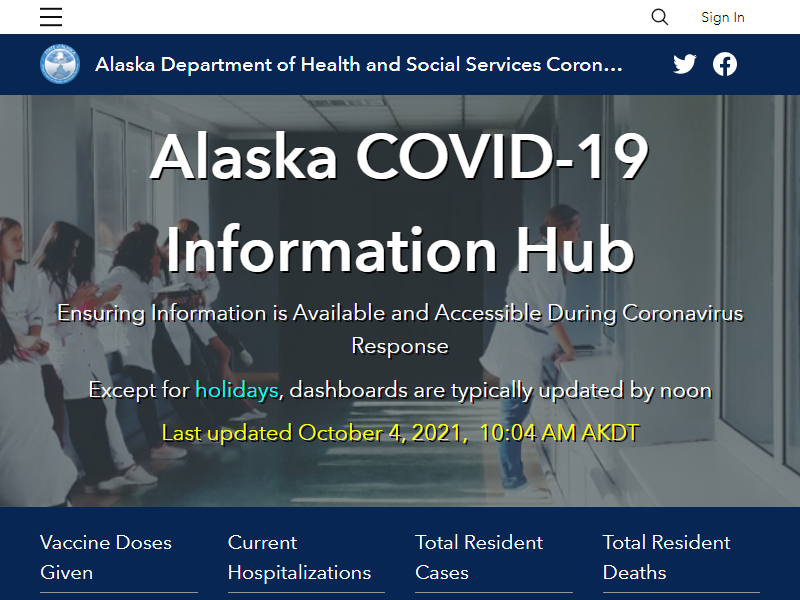 Sign In
Alaska Department of Health and Social Services Coron...
Alaska COVID-19
Information Hub
Ensuring Information is Available and Accessible During Coronavirus
Response
Except for holidays, dashboards are typically updated by noon
Last updated October 4, 2021, 10:04 AM AKDT
Vaccine Doses
Given
Current
Hospitalizations
Total Resident
Cases
Total Resident
Deaths